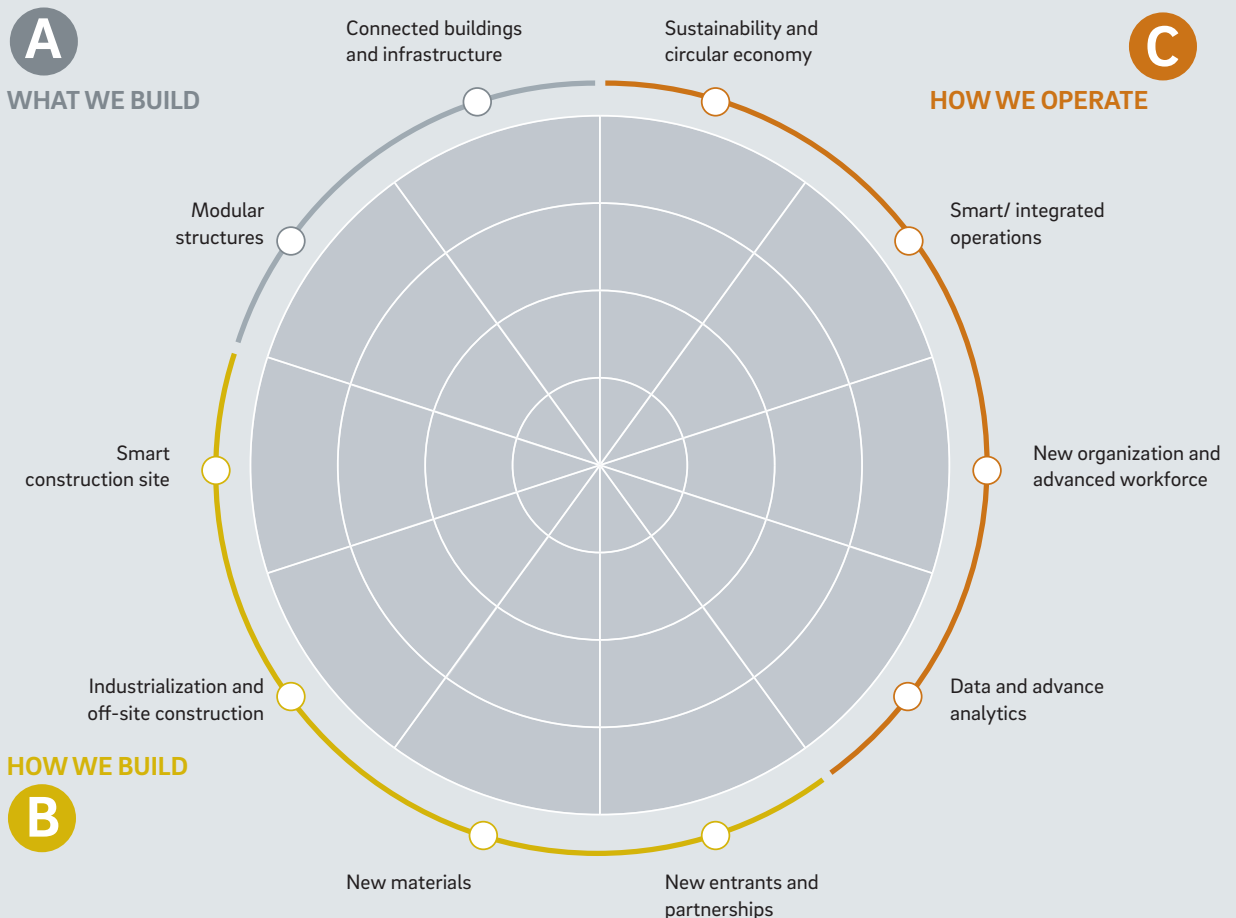 A
WHAT WE BUILD
Connected buildings
and infrastructure
Sustainability and
circular economy
C
HOW WE OPERATE
Modular
structures
Smart/ integrated
operations
Smart
construction site
New organization and
advanced workforce
Industrialization and
off-site construction
Data and advance
analytics
HOW WE BUILD
B
New materials
New entrants and
partnerships